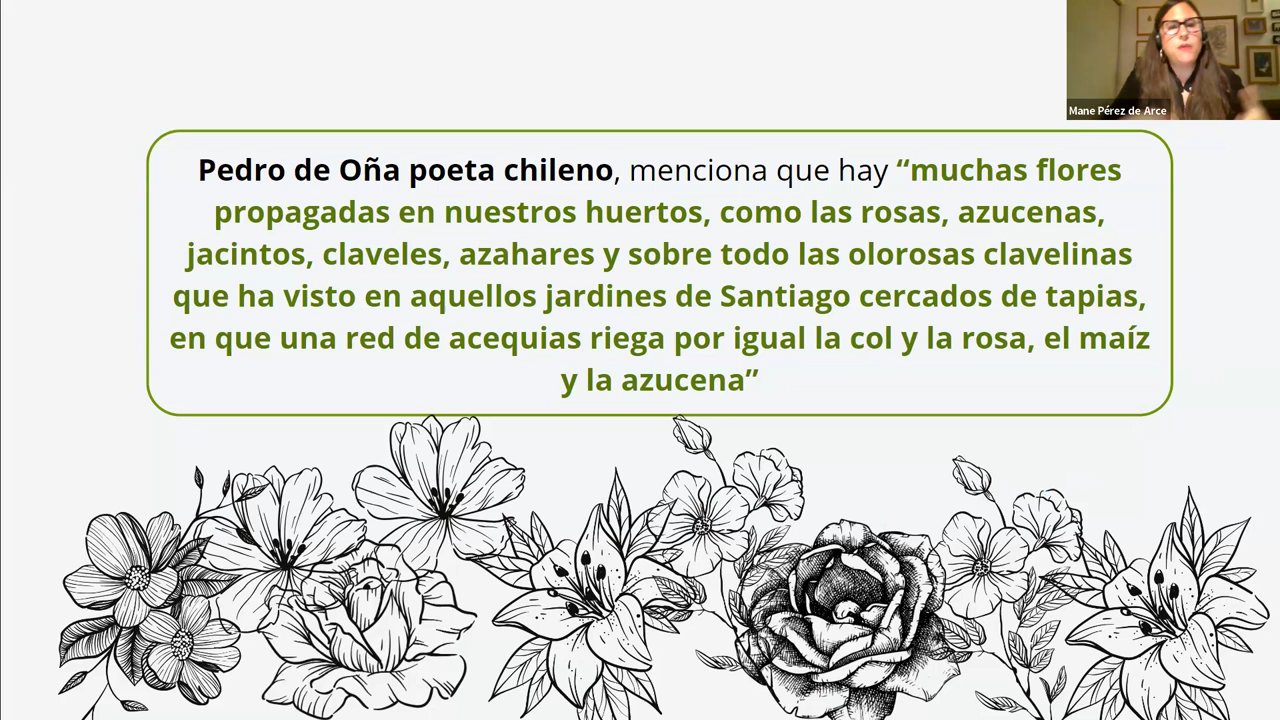 Mane Pérez de Arce
Pedro de Oña poeta chileno, menciona que hay “muchas flores
propagadas en nuestros huertos, como las rosas, azucenas,
jacintos, claveles, azahares y sobre todo las olorosas clavelinas
que ha visto en aquellos jardines de Santiago cercados de tapias,
en que una red de acequias riega por igual la col y la rosa, el maíz
y la azucena”